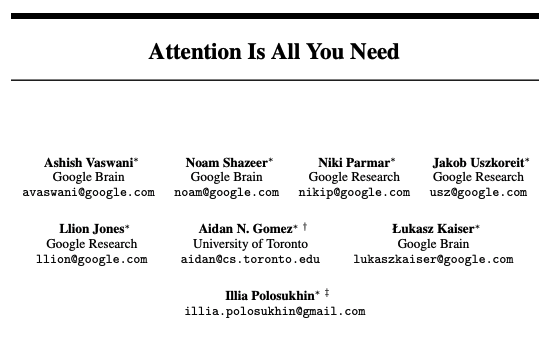 Attention Is All You Need
Ashish Vaswani* Noam Shazeer* Niki Parmar* Jakob Uszkoreit*
Google Brain Google Brain Google Research Google Research
avaswani@google.com noam@google.com nikip@google.com usz@google.com
Llion Jones* Aidan N. Gomez* † Łukasz Kaiser*
Google Research University of Toronto Google Brain
llion@google.com aidan@cs.toronto.edu lukaszkaiser@google.com
Illia Polosukhin* ‡
illia.polosukhin@gmail.com